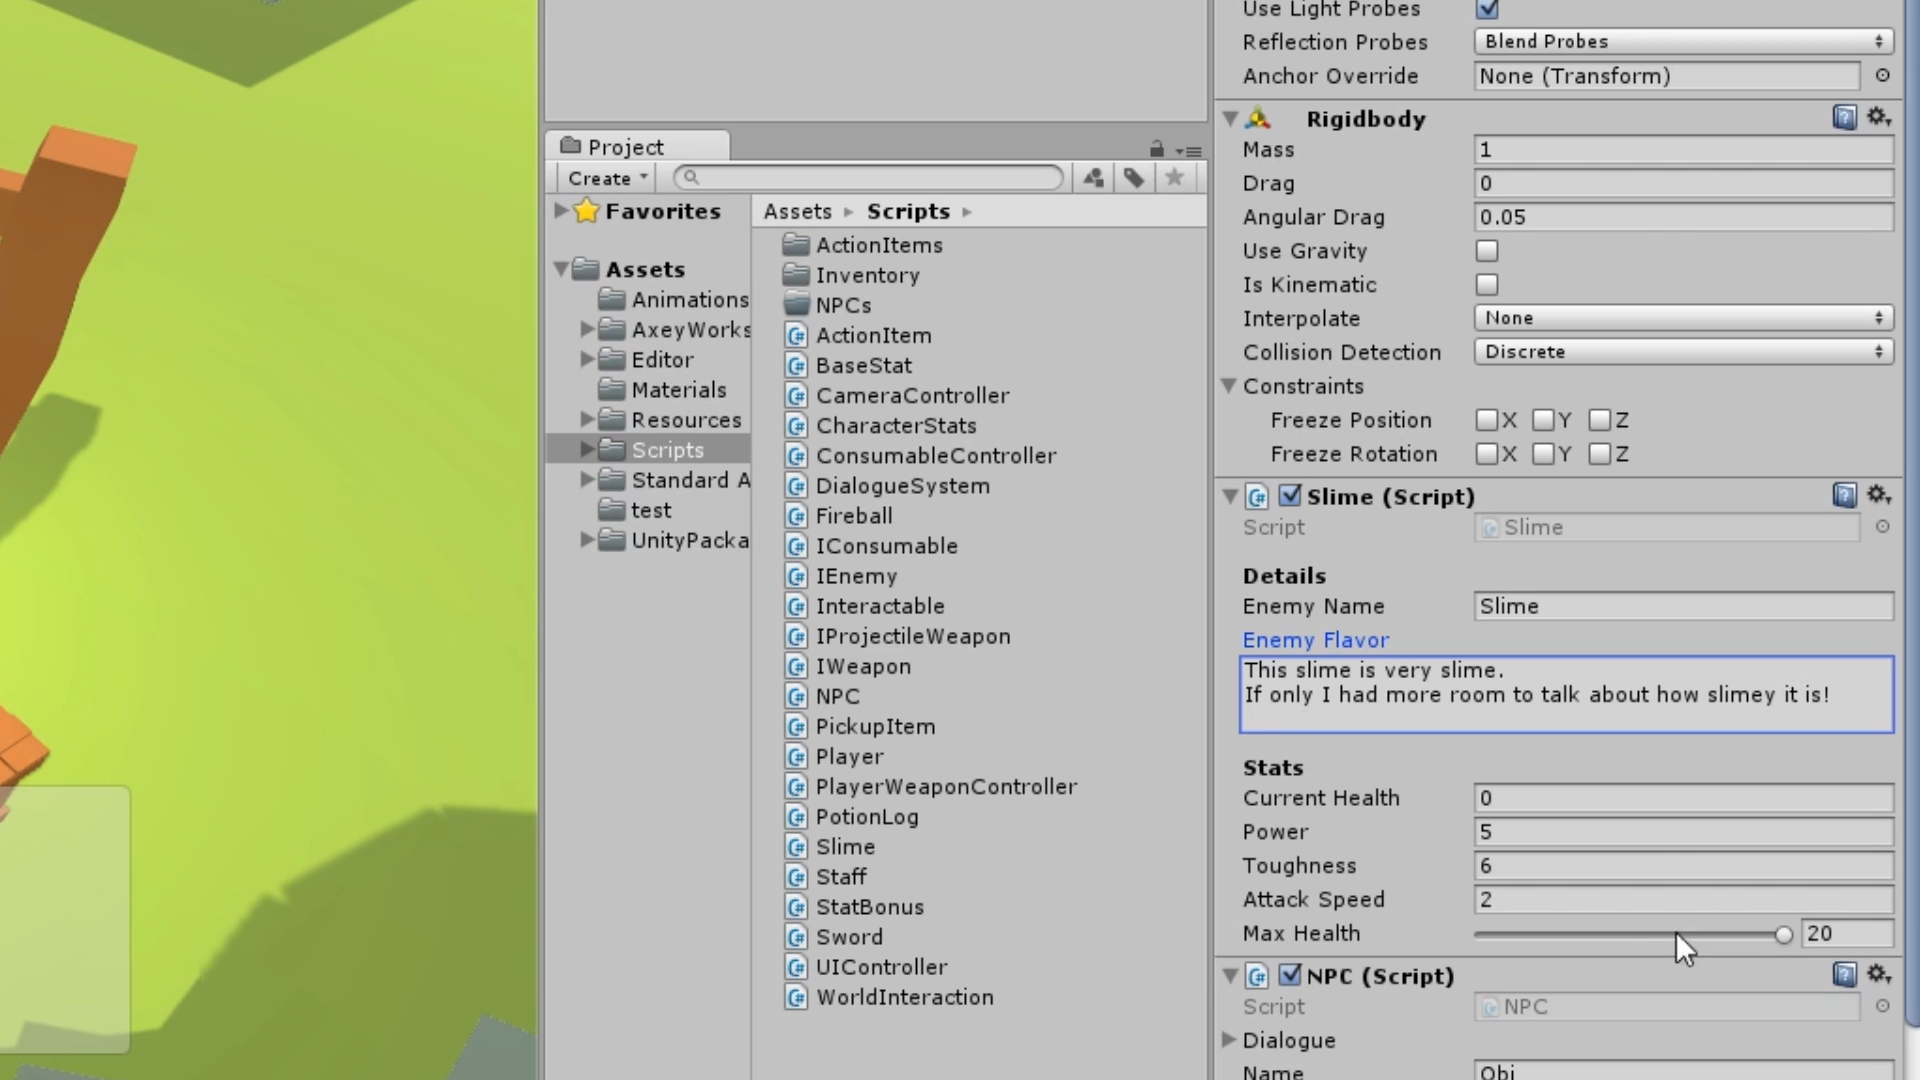 Project
Create
Favorites
Assets
Animations
AxeyWorks
Editor
Materials
Resources
Scripts
Standard A
test
UnityPacka
Assets Scripts
ActionItems
Inventory
NPCs
ActionItem
BaseStat
CameraController
CharacterStats
ConsumableController
DialogueSystem
Fireball
IConsumable
IEnemy
Interactable
IProjectileWeapon
IWeapon
NPC
PickupItem
Player
PlayerWeaponController
PotionLog
Slime
Staff
StatBonus
Sword
UIController
WorldInteraction
Use Light Probes
Reflection Probes Blend Probes
Anchor Override None (Transform)
Rigidbody
Mass 1
Drag 0
Angular Drag 0.05
Use Gravity
Is Kinematic
Interpolate None
Collision Detection Discrete
Constraints
Freeze Position X Y Z
Freeze Rotation X Y Z
Slime (Script)
Script Slime
Details
Enemy Name Slime
Enemy Flavor
This slime is very slime.
If only I had more room to talk about how slimey it is!
Stats
Current Health 0
Power 5
Toughness 6
Attack Speed 2
Max Health 20
NPC (Script)
Script NPC
Dialogue
Name Obj